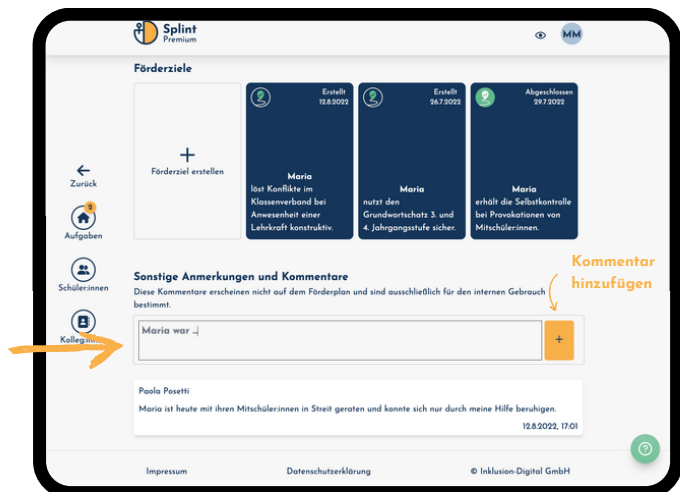 Splint
Premium
MM
Förderziele
Förderziel erstellen
Erstellt
12.8.2022
Maria
löst Konflikte im
Klassenverband bei
Anwesenheit einer
Lehrkraft konstruktiv.
Erstellt
26.7.2022
Maria
nutzt den
Grundwortschatz 3. und
4. Jahrgangsstufe sicher.
Abgeschlossen
29.7.2022
Maria
erhält die Selbstkontrolle
bei Provokationen von
Mitschüler:innen.
Zurück
2
Aufgaben
Schüler:innen
Sonstige Anmerkungen und Kommentare
Diese Kommentare erscheinen nicht auf dem Förderplan und sind ausschließlich für den internen Gebrauch
bestimmt.
Kommentar
hinzufügen
Maria war ...
+
Paola Posetti
Maria ist heute mit ihren Mitschüler:innen in Streit geraten und konnte sich nur durch meine Hilfe beruhigen.
12.8.2022, 17:01
Impressum
Datenschutzerklärung
© Inklusion-Digital GmbH